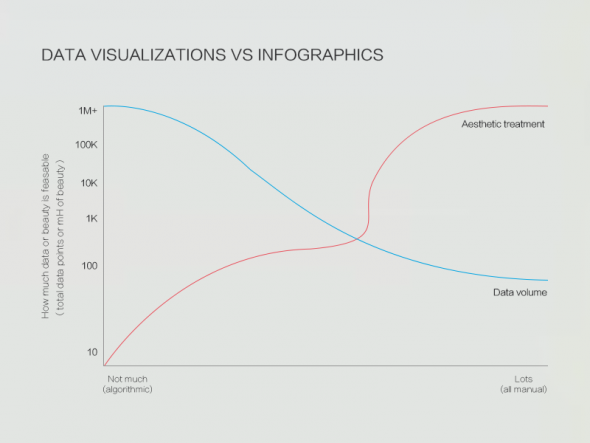 DATA VISUALIZATIONS VS INFOGRAPHICS
How much data or beauty is feasable
( total data points or mH of beauty )
1M+
100K
10K
1K
100
10
Aesthetic treatment
Data volume
Not much
(algorithmic)
Lots
(all manual)